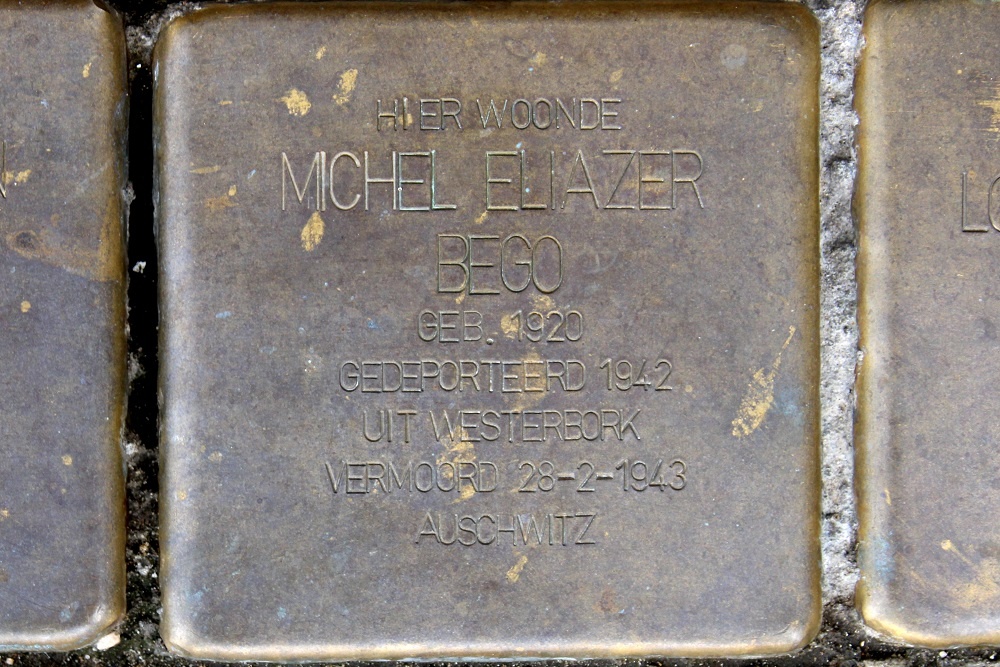 HIER WOONDE
MICHEL ELIAZER
BEGO
GEB. 1920
GEDEPORTEERD 1942
UIT WESTERBORK
VERMOORD 28-2-1943
AUSCHWITZ